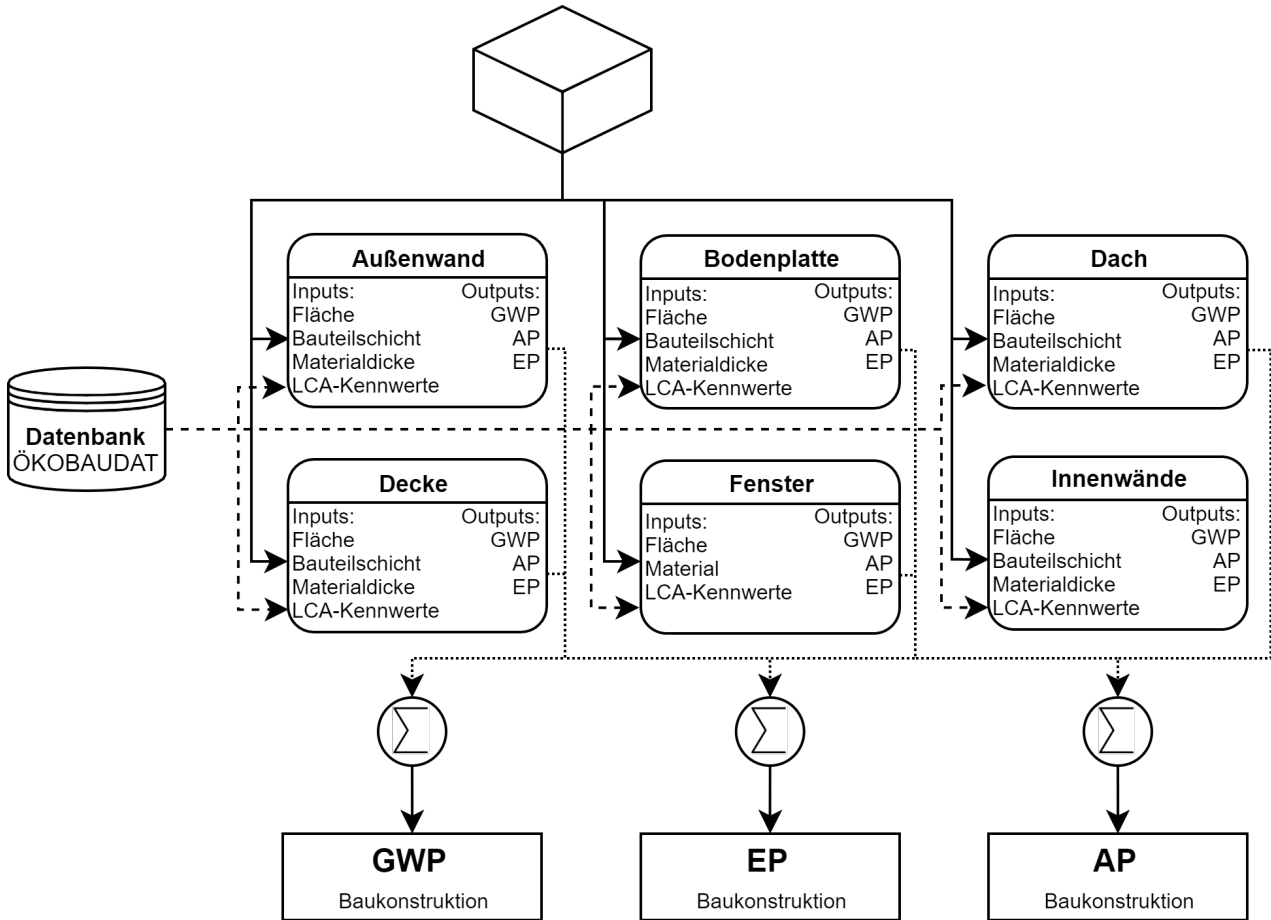 Außenwand
Inputs: Outputs:
Fläche GWP
Bauteilschicht AP
Materialdicke EP
LCA-Kennwerte
Bodenplatte
Inputs: Outputs:
Fläche GWP
Bauteilschicht AP
Materialdicke EP
LCA-Kennwerte
Dach
Inputs: Outputs:
Fläche GWP
Bauteilschicht AP
Materialdicke EP
LCA-Kennwerte
Datenbank
ÖKOBAUDAT
Decke
Inputs: Outputs:
Fläche GWP
Bauteilschicht AP
Materialdicke EP
LCA-Kennwerte
Fenster
Inputs: Outputs:
Fläche GWP
Material AP
LCA-Kennwerte EP
Innenwände
Inputs: Outputs:
Fläche GWP
Bauteilschicht AP
Materialdicke EP
LCA-Kennwerte
∑
∑
∑
GWP
Baukonstruktion
EP
Baukonstruktion
AP
Baukonstruktion